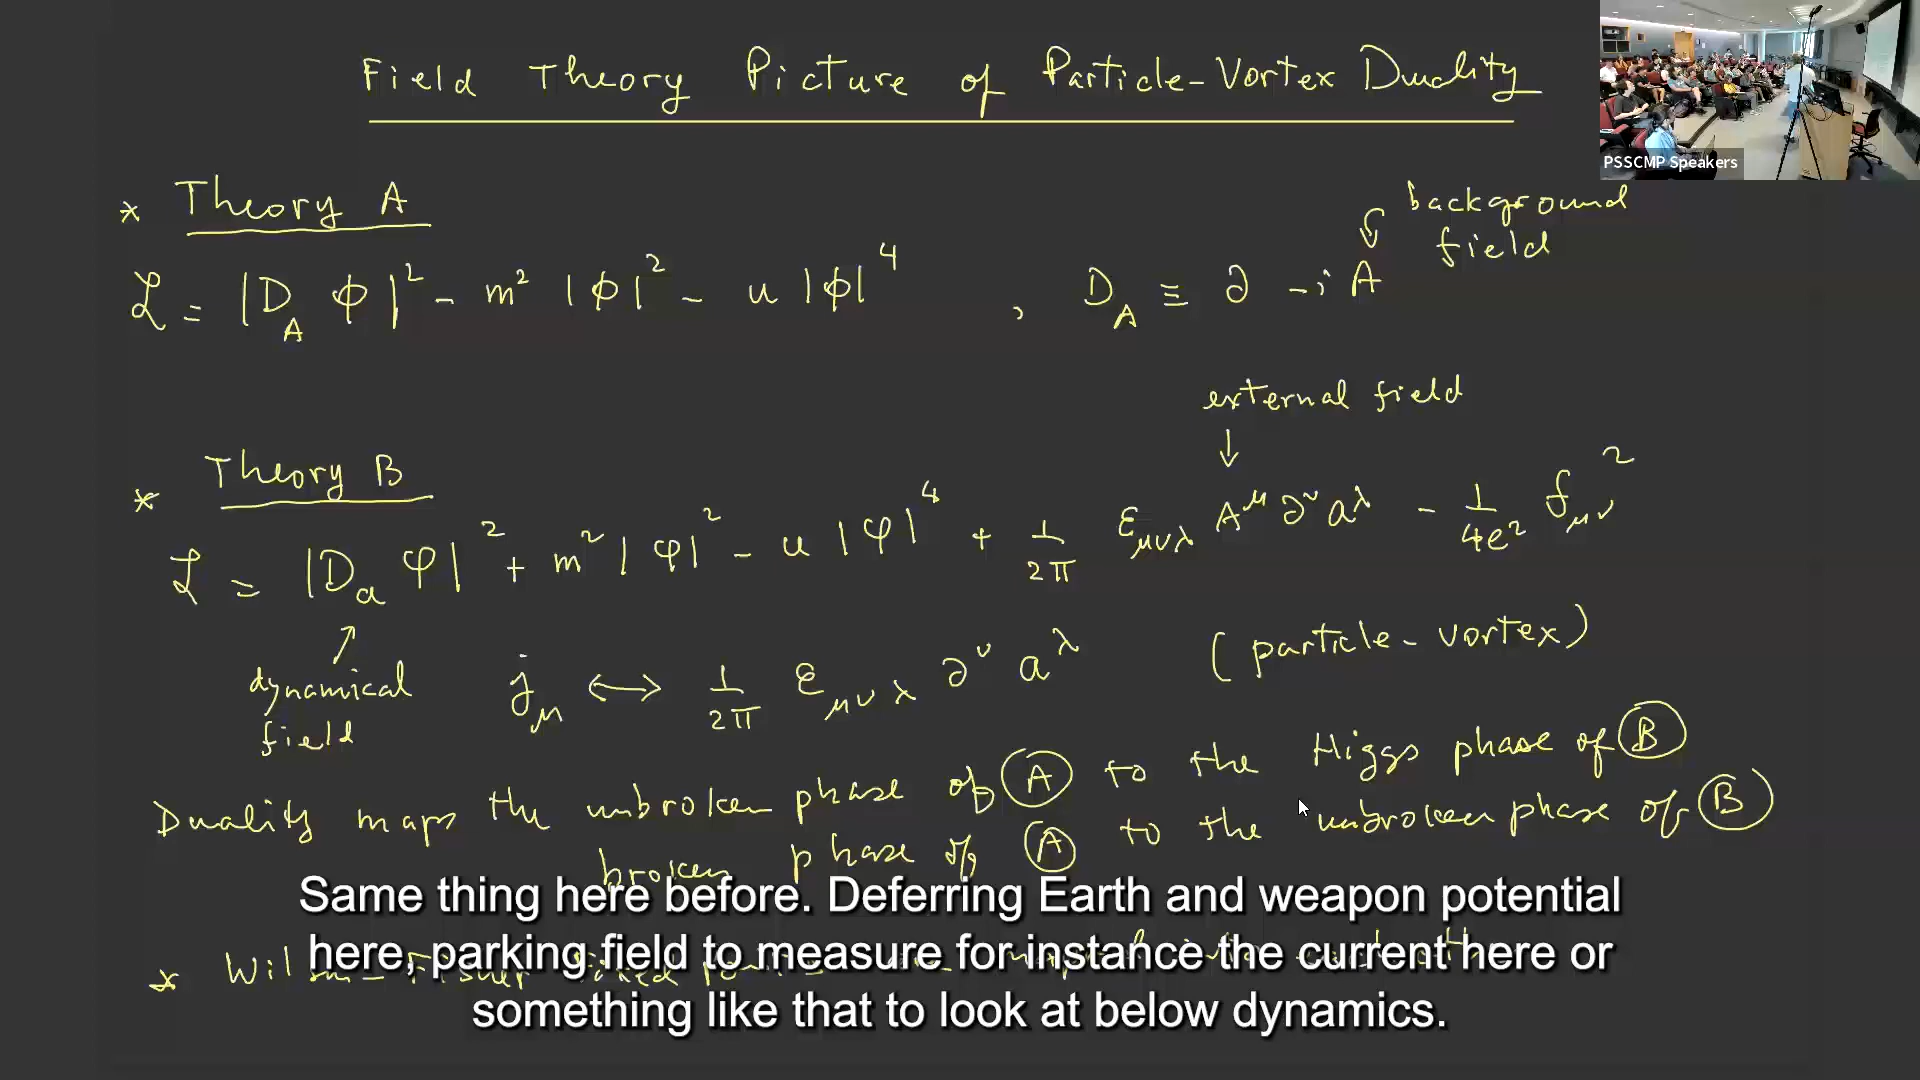 Field Theory Picture of Particle-Vortex Duality
PSSCMP Speakers
* Theory A
background field
ℒ = |D_A ϕ|² - m² |ϕ|² - u |ϕ|⁴ , D_A ≡ ∂ - i A
external field
* Theory B
ℒ = |D_a φ|² + m² |φ|² - u |φ|⁴ + 1/2π ε_μνλ A^μ ∂^ν a^λ - 1/4e² f_μν²
dynamical field
j_μ ↔ 1/2π ε_μνλ ∂^ν a^λ (particle-vortex)
Duality maps the unbroken phase of (A) to the Higgs phase of (B)
broken phase of (A) to the unbroken phase of (B)
* Wilson-Fisher fixed
Same thing here before. Deferring Earth and weapon potential
here, parking field to measure for instance the current here or
something like that to look at below dynamics.